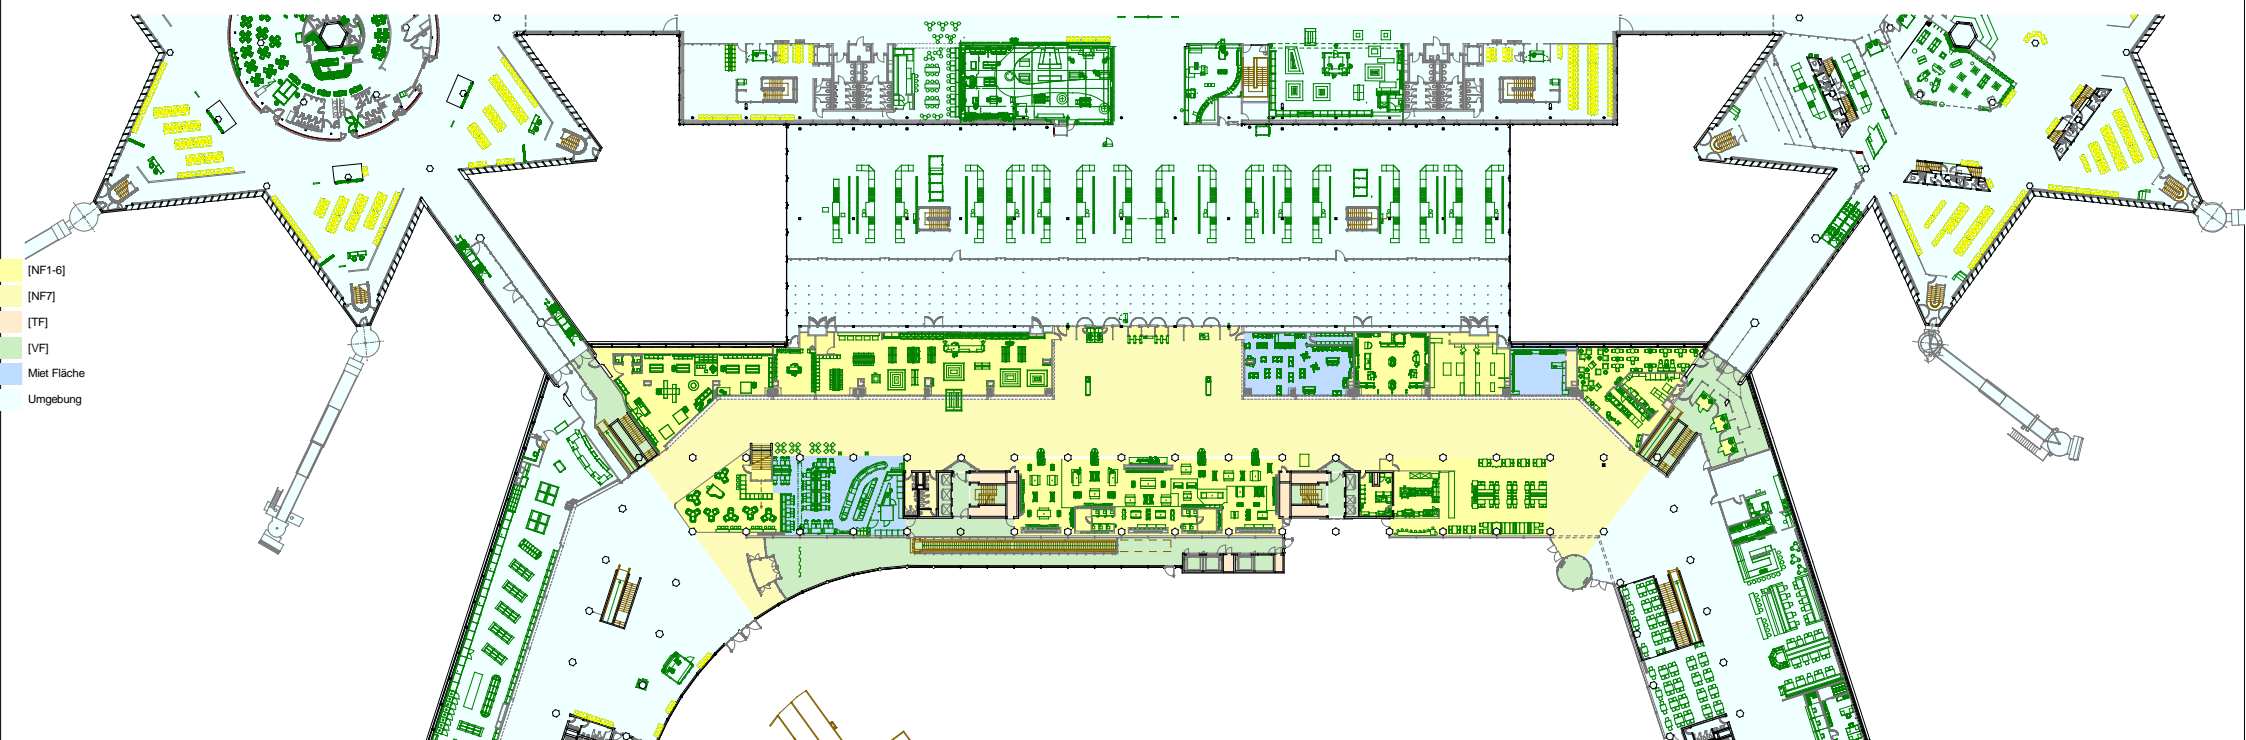 [NF1-6]
[NF7]
[TF]
[VF]
Miet Fläche
Umgebung